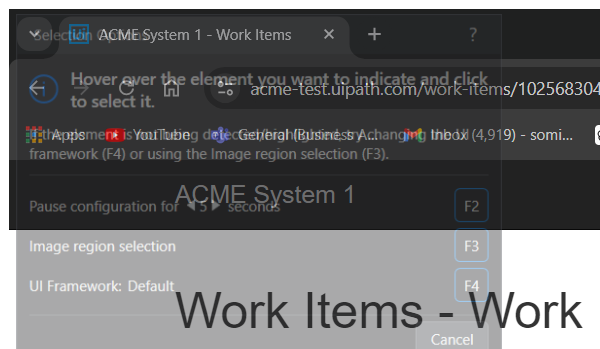 Selection Options
ACME System 1 - Work Items
?
Hover over the element you want to indicate and click
to select it.
acme-test.uipath.com/work-items/102568304
Apps
YouTube
General (Business A...
Inbox (4,919) - somi...
If the element is not being detected/highlighted, try changing the UI
framework (F4) or using the Image region selection (F3).
ACME System 1
Pause configuration for 5 seconds
F2
Image region selection
F3
UI Framework: Default
F4
Work Items - Work
Cancel